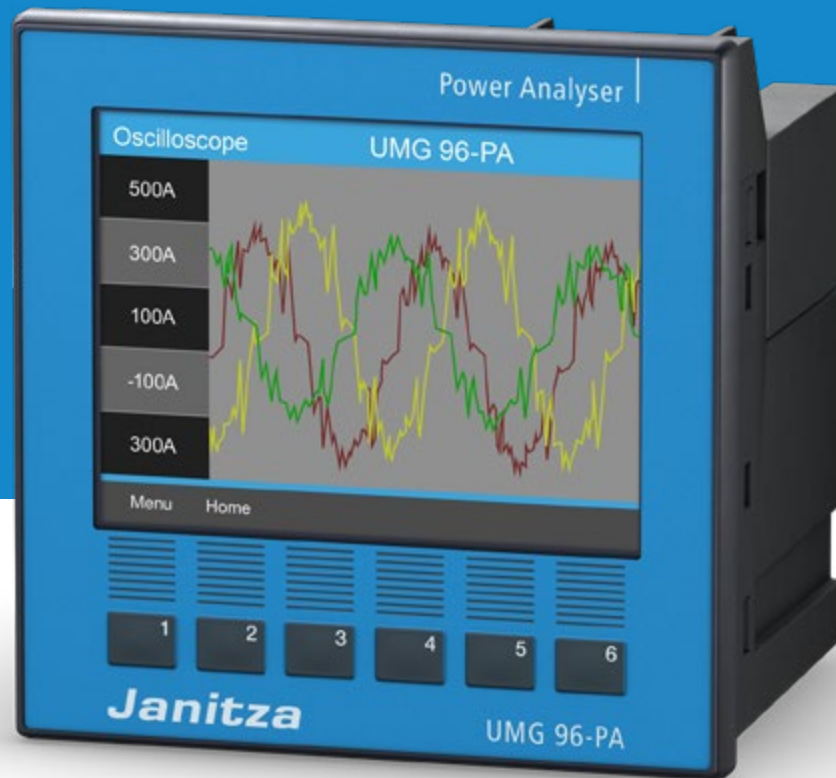 Power Analyser
Oscilloscope UMG 96-PA
500A
300A
100A
-100A
300A
Menu Home
1 2 3 4 5 6
Janitza
UMG 96-PA